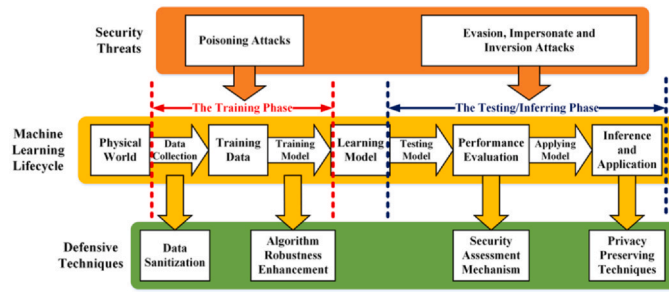 Security
Threats
Poisoning Attacks
Evasion, Impersonate and
Inversion Attacks
The Training Phase
The Testing/Inferring Phase
Machine
Learning
Lifecycle
Physical
World
Data
Collection
Training
Data
Training
Model
Learning
Model
Testing
Model
Performance
Evaluation
Applying
Model
Inference
and
Application
Defensive
Techniques
Data
Sanitization
Algorithm
Robustness
Enhancement
Security
Assessment
Mechanism
Privacy
Preserving
Techniques